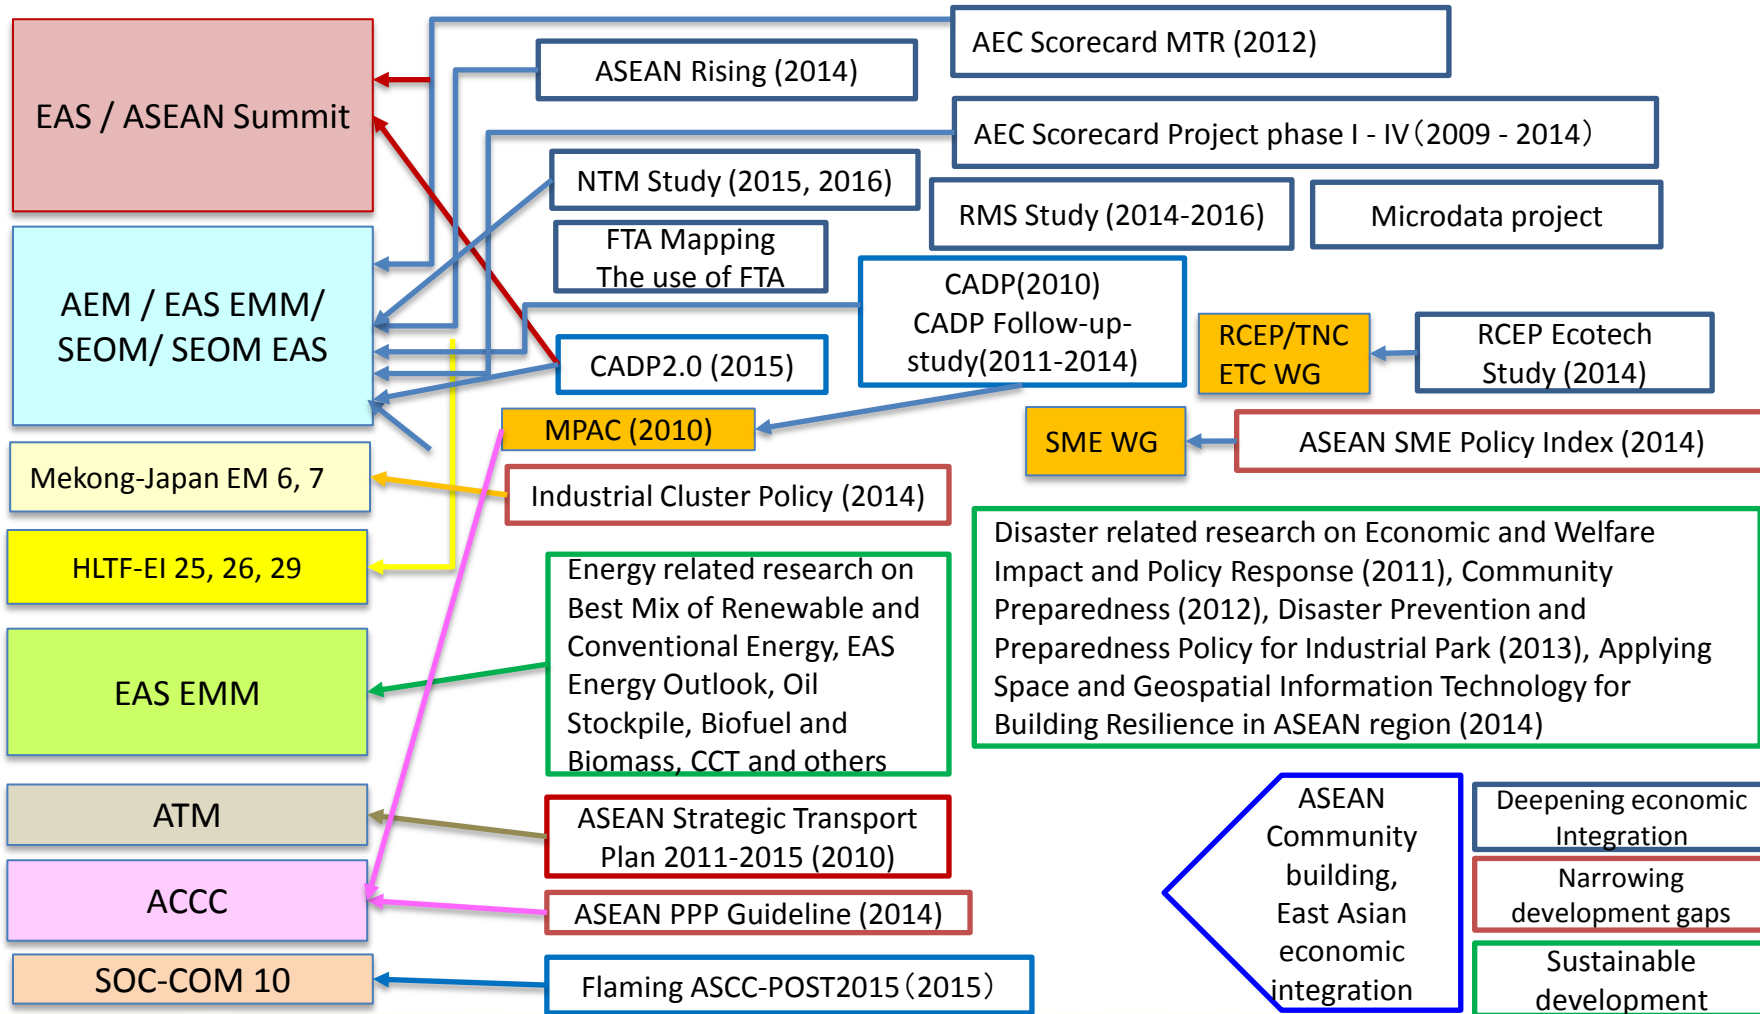 EAS / ASEAN Summit
AEM / EAS EMM/
SEOM/ SEOM EAS
Mekong-Japan EM 6, 7
HLTF-EI 25, 26, 29
EAS EMM
ATM
ACCC
SOC-COM 10
AEC Scorecard MTR (2012)
ASEAN Rising (2014)
AEC Scorecard Project phase I - IV（2009 - 2014）
NTM Study (2015, 2016)
RMS Study (2014-2016)
Microdata project
FTA Mapping
The use of FTA
CADP(2010)
CADP Follow-up-
study(2011-2014)
RCEP/TNC
ETC WG
RCEP Ecotech
Study (2014)
CADP2.0 (2015)
MPAC (2010)
SME WG
ASEAN SME Policy Index (2014)
Industrial Cluster Policy (2014)
Energy related research on
Best Mix of Renewable and
Conventional Energy, EAS
Energy Outlook, Oil
Stockpile, Biofuel and
Biomass, CCT and others
Disaster related research on Economic and Welfare
Impact and Policy Response (2011), Community
Preparedness (2012), Disaster Prevention and
Preparedness Policy for Industrial Park (2013), Applying
Space and Geospatial Information Technology for
Building Resilience in ASEAN region (2014)
ASEAN Strategic Transport
Plan 2011-2015 (2010)
ASEAN PPP Guideline (2014)
Flaming ASCC-POST2015（2015）
ASEAN
Community
building,
East Asian
economic
integration
Deepening economic
Integration
Narrowing
development gaps
Sustainable
development